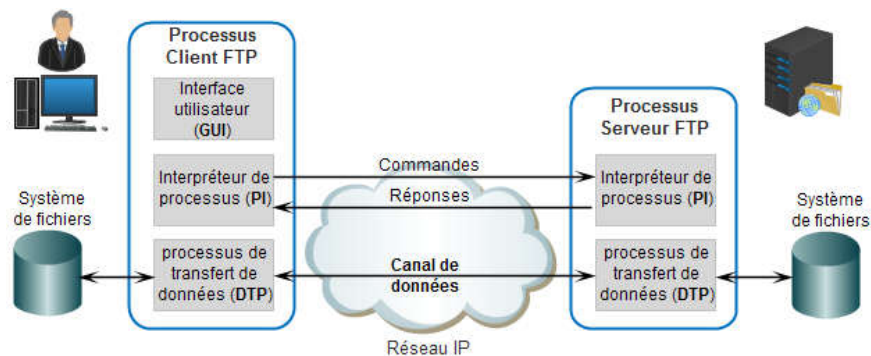 Processus
Client FTP
Interface
utilisateur
(GUI)
Interpréteur de
processus (PI)
processus de
transfert de
données (DTP)
Système
de fichiers
Commandes
Réponses
Canal de
données
Réseau IP
Processus
Serveur FTP
Interpréteur de
processus (PI)
processus de
transfert de
données (DTP)
Système
de fichiers